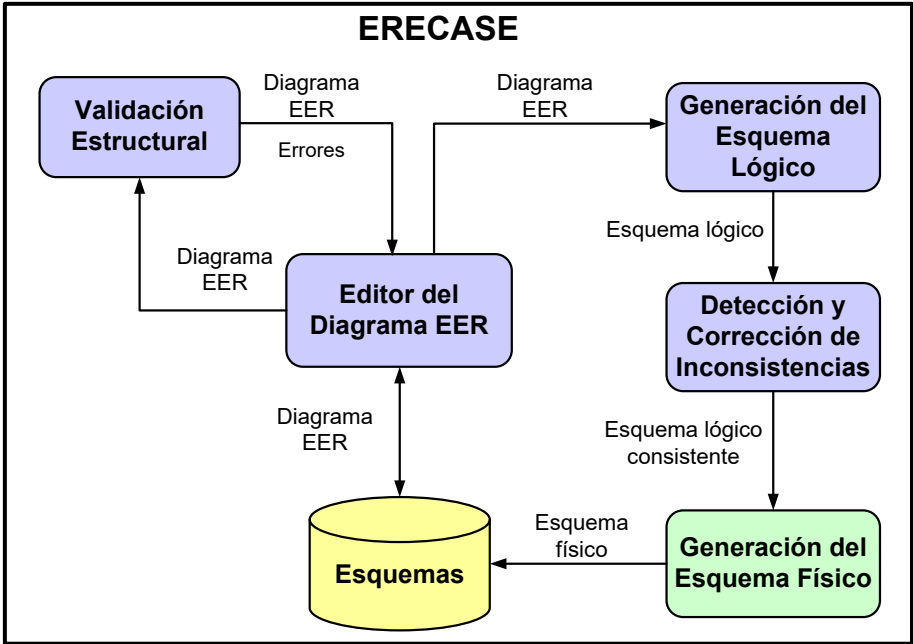 ERECASE
Validación
Estructural
Diagrama
EER
Errores
Diagrama
EER
Generación del
Esquema
Lógico
Esquema lógico
Diagrama
EER
Editor del
Diagrama EER
Detección y
Corrección de
Inconsistencias
Diagrama
EER
Esquema lógico
consistente
Esquemas
Esquema
físico
Generación del
Esquema Físico